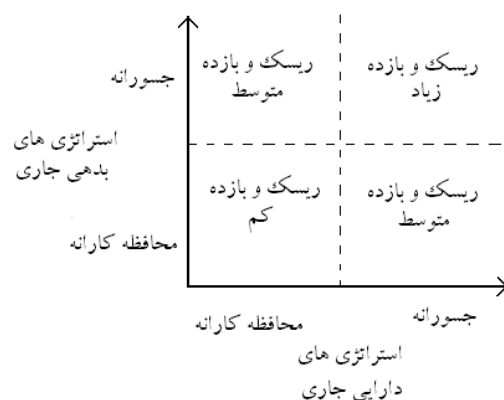 جسورانه
استراتژی های
بدهی جاری
محافظه کارانه
ریسک و بازده
متوسط
ریسک و بازده
زیاد
ریسک و بازده
کم
ریسک و بازده
متوسط
محافظه کارانه
جسورانه
استراتژی های
دارایی جاری